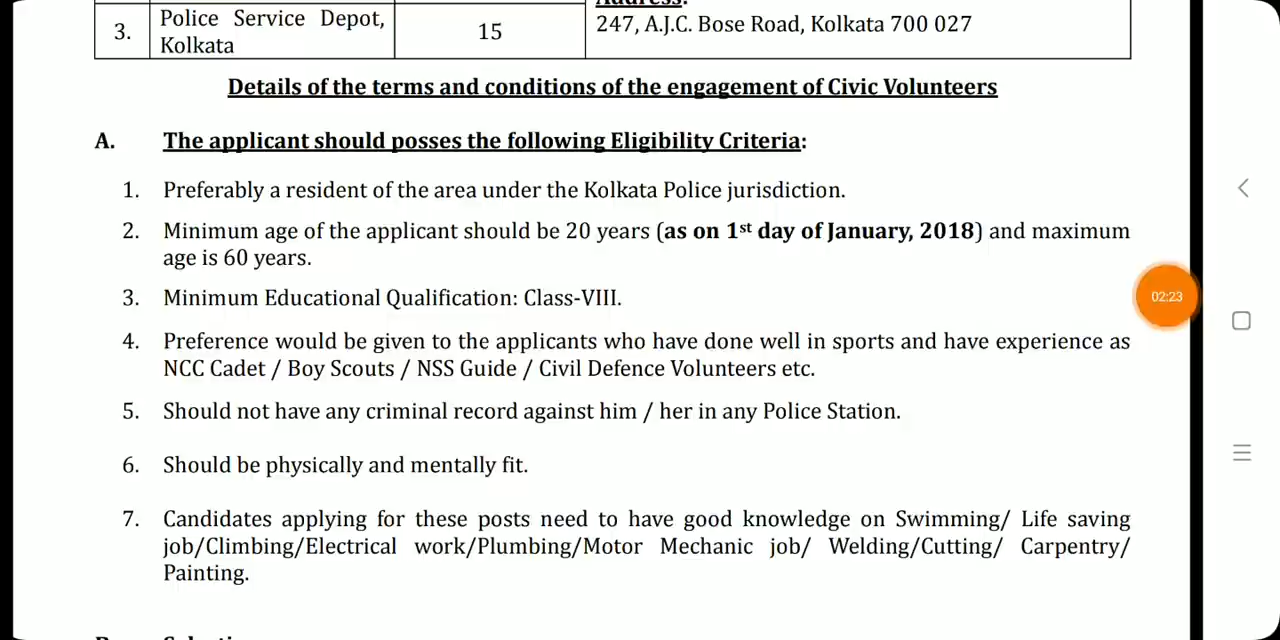 Address:
3. Police Service Depot, Kolkata 15 247, A.J.C. Bose Road, Kolkata 700 027
Details of the terms and conditions of the engagement of Civic Volunteers
A. The applicant should posses the following Eligibility Criteria:
1. Preferably a resident of the area under the Kolkata Police jurisdiction.
2. Minimum age of the applicant should be 20 years (as on 1st day of January, 2018) and maximum
age is 60 years.
02:23
3. Minimum Educational Qualification: Class-VIII.
4. Preference would be given to the applicants who have done well in sports and have experience as
NCC Cadet / Boy Scouts / NSS Guide / Civil Defence Volunteers etc.
5. Should not have any criminal record against him / her in any Police Station.
6. Should be physically and mentally fit.
7. Candidates applying for these posts need to have good knowledge on Swimming/ Life saving
job/Climbing/Electrical work/Plumbing/Motor Mechanic job/ Welding/Cutting/ Carpentry/
Painting.